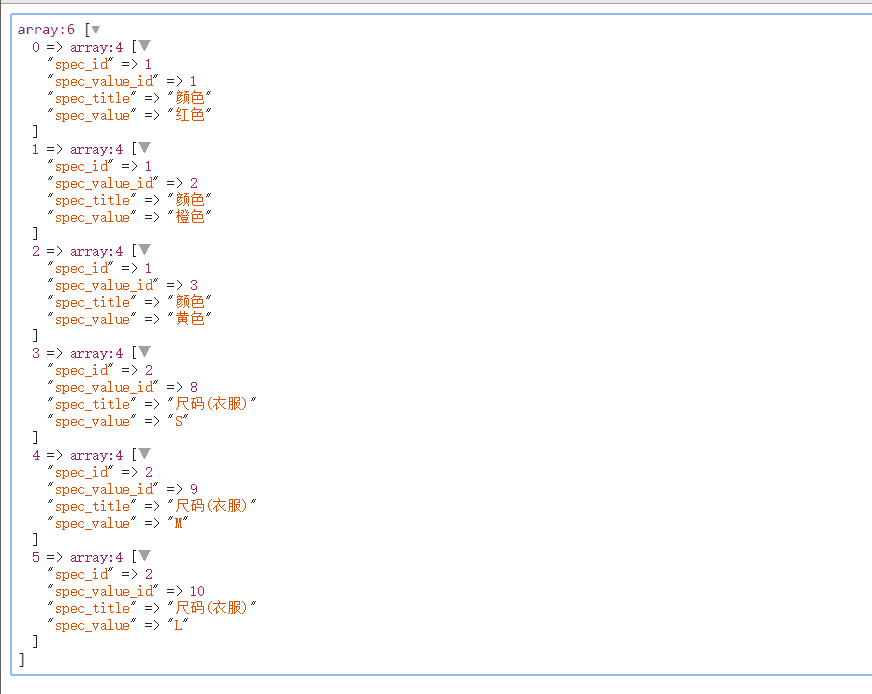 array:6 [▼
  0 => array:4 [▼
    "spec_id" => 1
    "spec_value_id" => 1
    "spec_title" => "颜色"
    "spec_value" => "红色"
  ]
  1 => array:4 [▼
    "spec_id" => 1
    "spec_value_id" => 2
    "spec_title" => "颜色"
    "spec_value" => "橙色"
  ]
  2 => array:4 [▼
    "spec_id" => 1
    "spec_value_id" => 3
    "spec_title" => "颜色"
    "spec_value" => "黄色"
  ]
  3 => array:4 [▼
    "spec_id" => 2
    "spec_value_id" => 8
    "spec_title" => "尺码(衣服)"
    "spec_value" => "S"
  ]
  4 => array:4 [▼
    "spec_id" => 2
    "spec_value_id" => 9
    "spec_title" => "尺码(衣服)"
    "spec_value" => "M"
  ]
  5 => array:4 [▼
    "spec_id" => 2
    "spec_value_id" => 10
    "spec_title" => "尺码(衣服)"
    "spec_value" => "L"
  ]
]